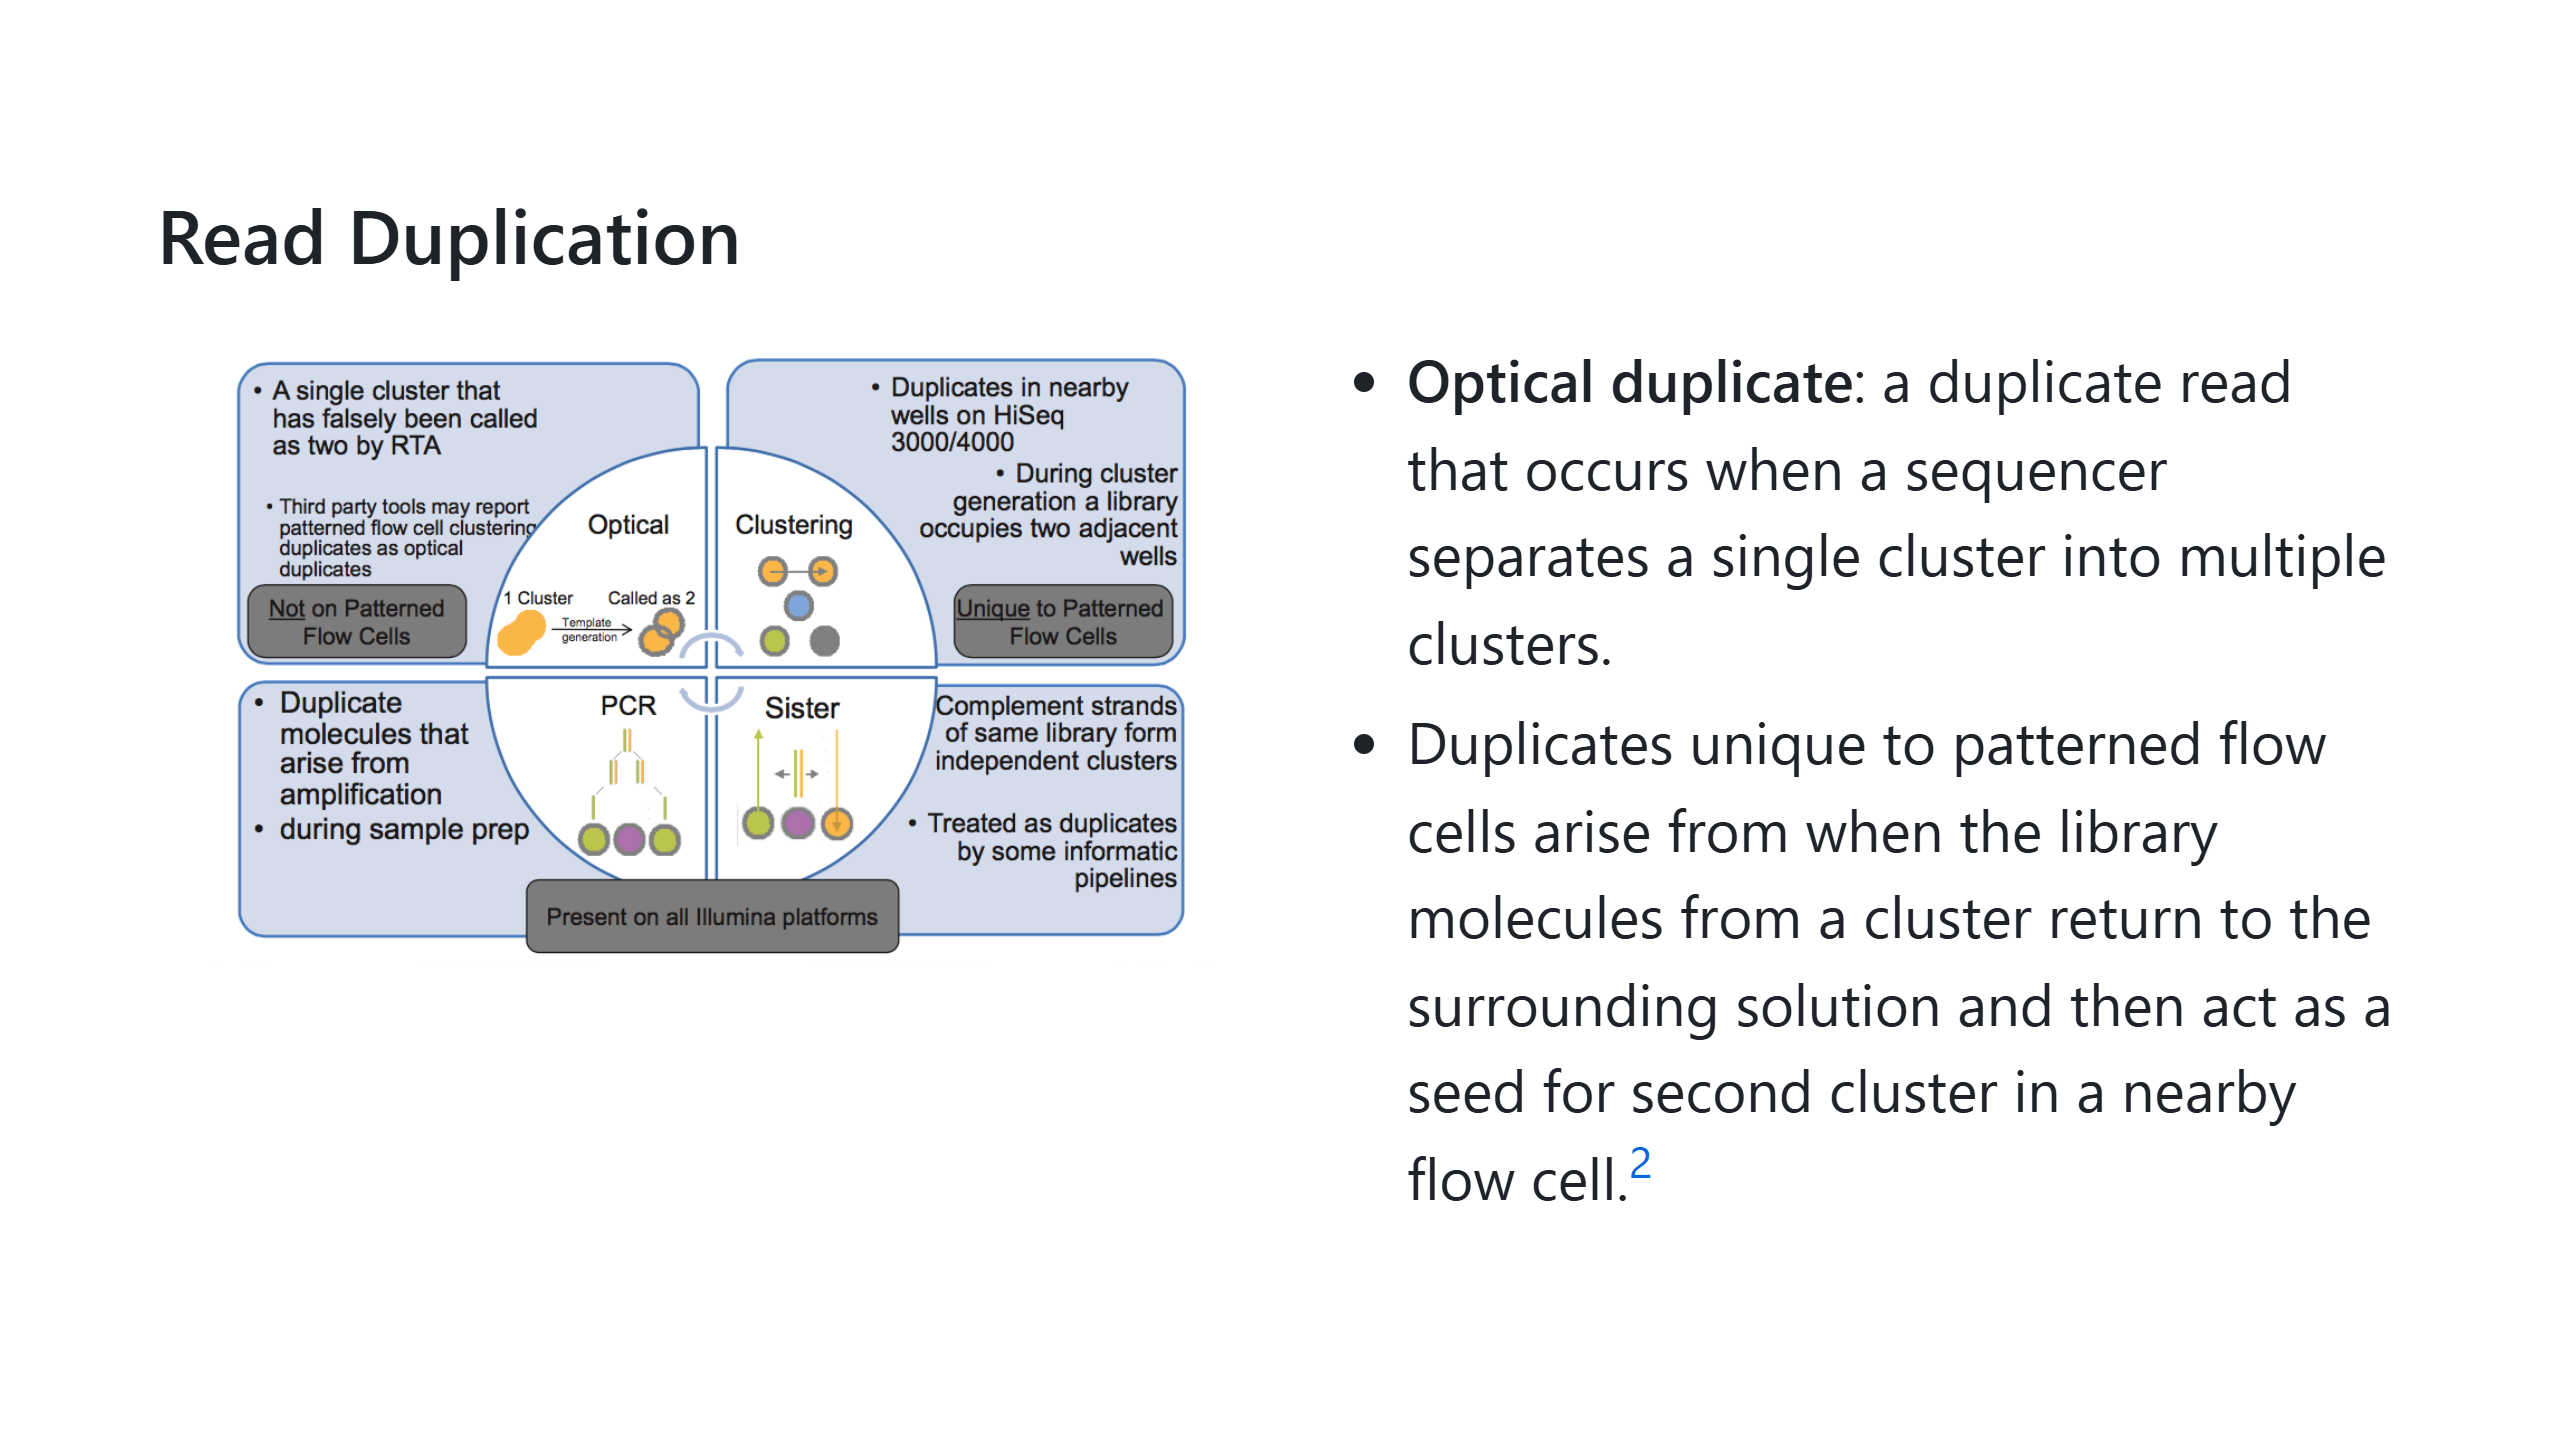 Read Duplication
• A single cluster that
has falsely been called
as two by RTA
• Third party tools may report
patterned flow cell clustering
duplicates as optical
duplicates
Not on Patterned
Flow Cells
Optical
1 Cluster
Called as 2
Template
generation
• Duplicates in nearby
wells on HiSeq
3000/4000
• During cluster
generation a library
occupies two adjacent
wells
Unique to Patterned
Flow Cells
Clustering
• Duplicate
molecules that
arise from
amplification
• during sample prep
PCR
Sister
Complement strands
of same library form
independent clusters
• Treated as duplicates
by some informatic
pipelines
Present on all Illumina platforms
• Optical duplicate: a duplicate read
that occurs when a sequencer
separates a single cluster into multiple
clusters.
• Duplicates unique to patterned flow
cells arise from when the library
molecules from a cluster return to the
surrounding solution and then act as a
seed for second cluster in a nearby
flow cell.2